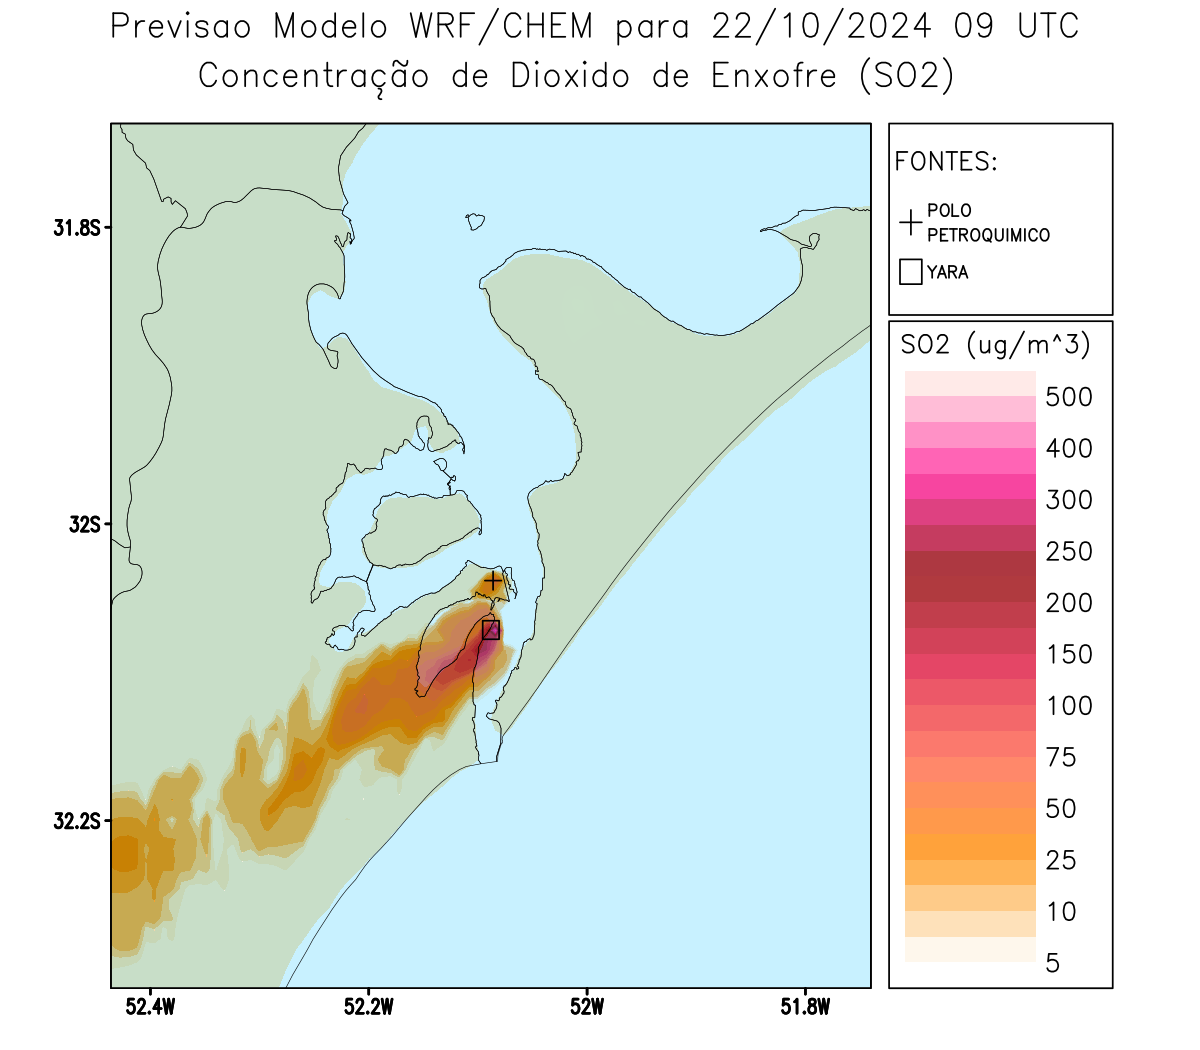 Previsao Modelo WRF/CHEM para 22/10/2024 09 UTC
Concentração de Dioxido de Enxofre (SO2)
FONTES:
POLO
PETROQUIMICO
YARA
SO2 (ug/m^3)
500
400
300
250
200
150
100
75
50
25
10
5
31.8S
32S
32.2S
52.4W
52.2W
52W
51.8W